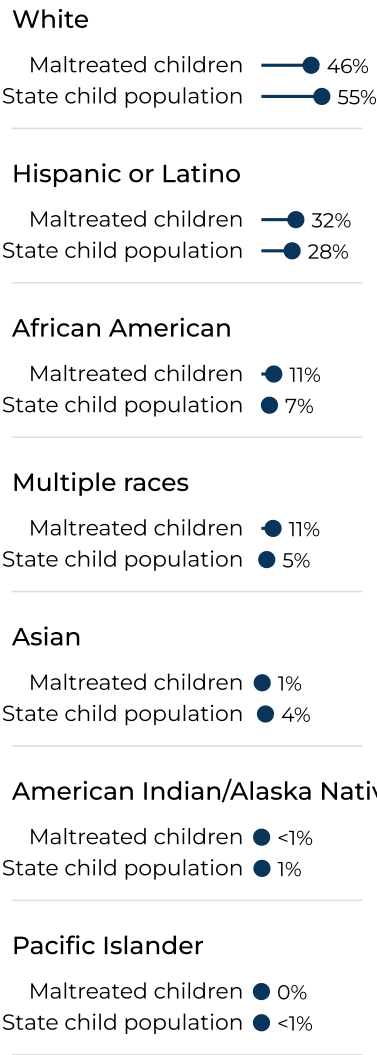 White
Maltreated children 46%
State child population 55%
Hispanic or Latino
Maltreated children 32%
State child population 28%
African American
Maltreated children 11%
State child population 7%
Multiple races
Maltreated children 11%
State child population 5%
Asian
Maltreated children 1%
State child population 4%
American Indian/Alaska Nativ
Maltreated children <1%
State child population 1%
Pacific Islander
Maltreated children 0%
State child population <1%